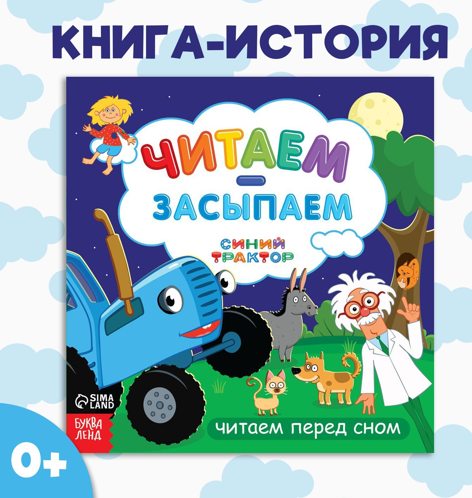 КНИГА-ИСТОРИЯ
ЧИТАЕМ
-
ЗАСЫПАЕМ
СИНИЙ
ТРАКТОР
SIMA
LAND
БУКВА
ЛЕНД
читаем перед сном
0+